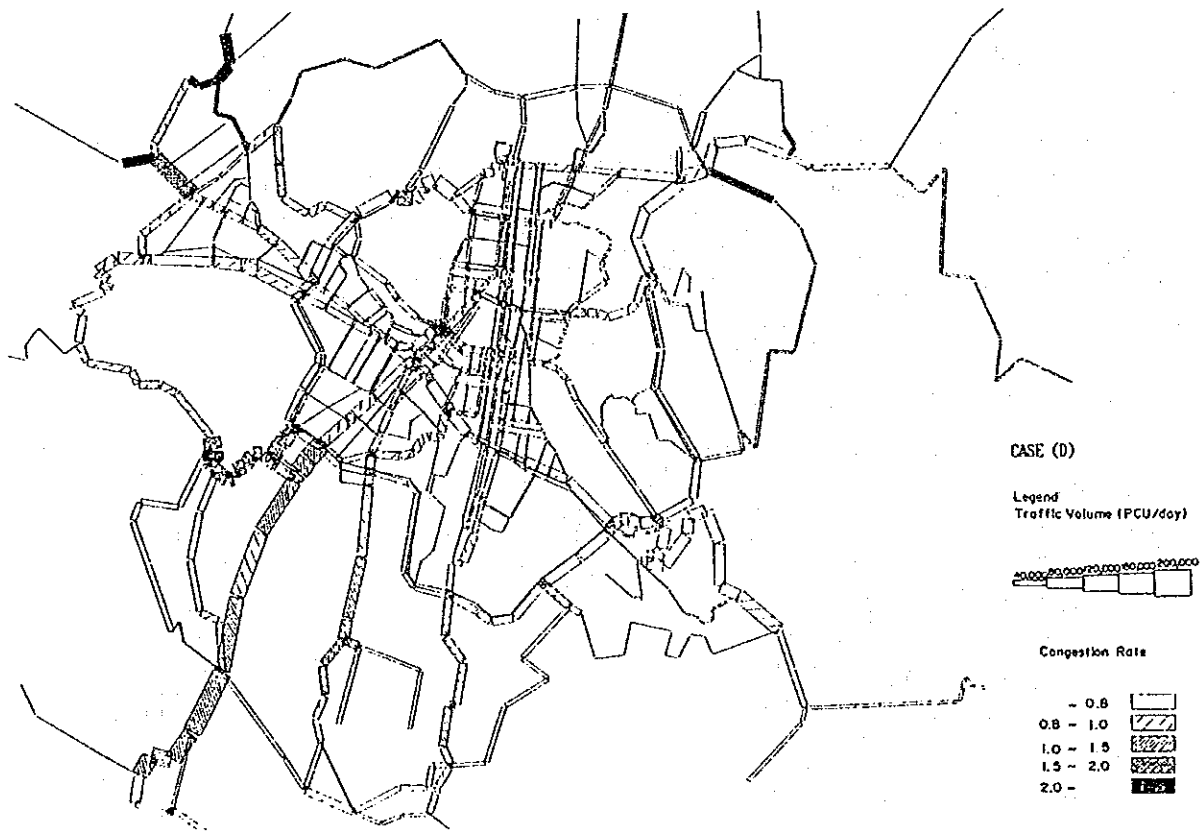 CASE (D)
Legend
Traffic Volume (PCU/day)
40,000 80,000 120,000 160,000 200,000
Congestion Rate
~ 0.8
0.8 ~ 1.0
1.0 ~ 1.5
1.5 ~ 2.0
2.0 ~